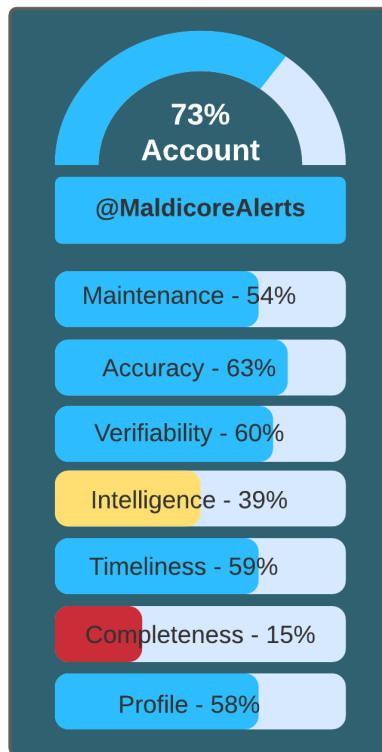 73%
Account
@MaldicoreAlerts
Maintenance - 54%
Accuracy - 63%
Verifiability - 60%
Intelligence - 39%
Timeliness - 59%
Completeness - 15%
Profile - 58%